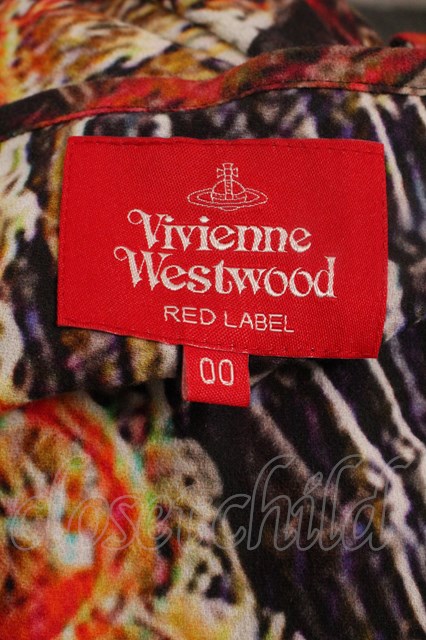 Vivienne
Westwood
RED LABEL
00
closet child